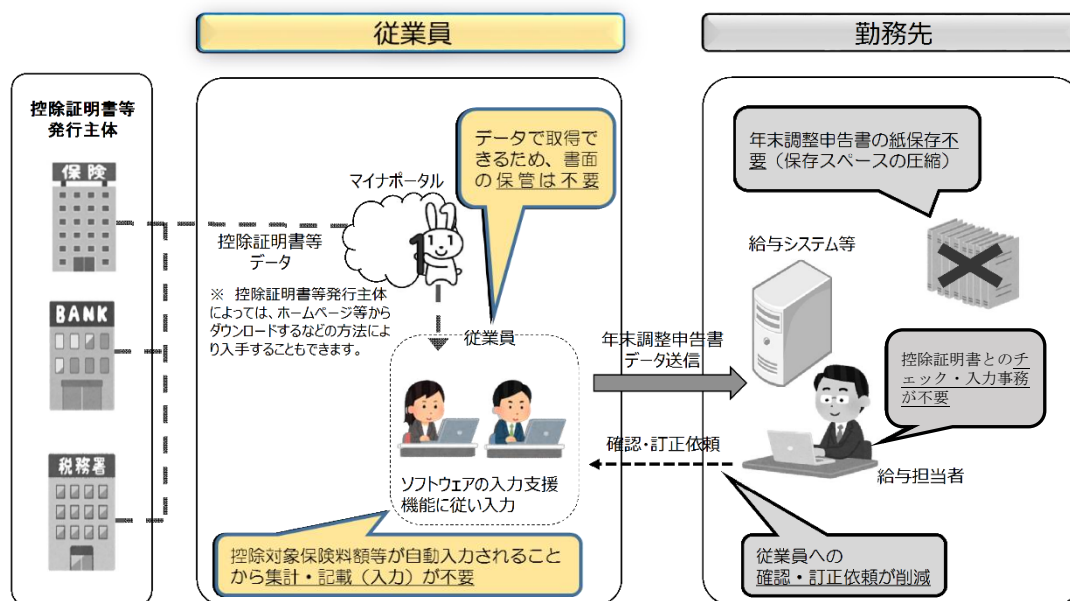 従業員
勤務先
控除証明書等
発行主体
保険
BANK
税務署
マイナポータル
控除証明書等
データ
※ 控除証明書等発行主体
によっては、ホームページ等から
ダウンロードするなどの方法によ
り入手することもできます。
データで取得で
きるため、書面
の保管は不要
1
従業員
ソフトウェアの入力支援
機能に従い入力
控除対象保険料額等が自動入力されること
から集計・記載（入力）が不要
年末調整申告書
データ送信
確認・訂正依頼
年末調整申告書の紙保存不
要（保存スペースの圧縮）
給与システム等
控除証明書とのチ
ェック・入力事務
が不要
給与担当者
従業員への
確認・訂正依頼が削減